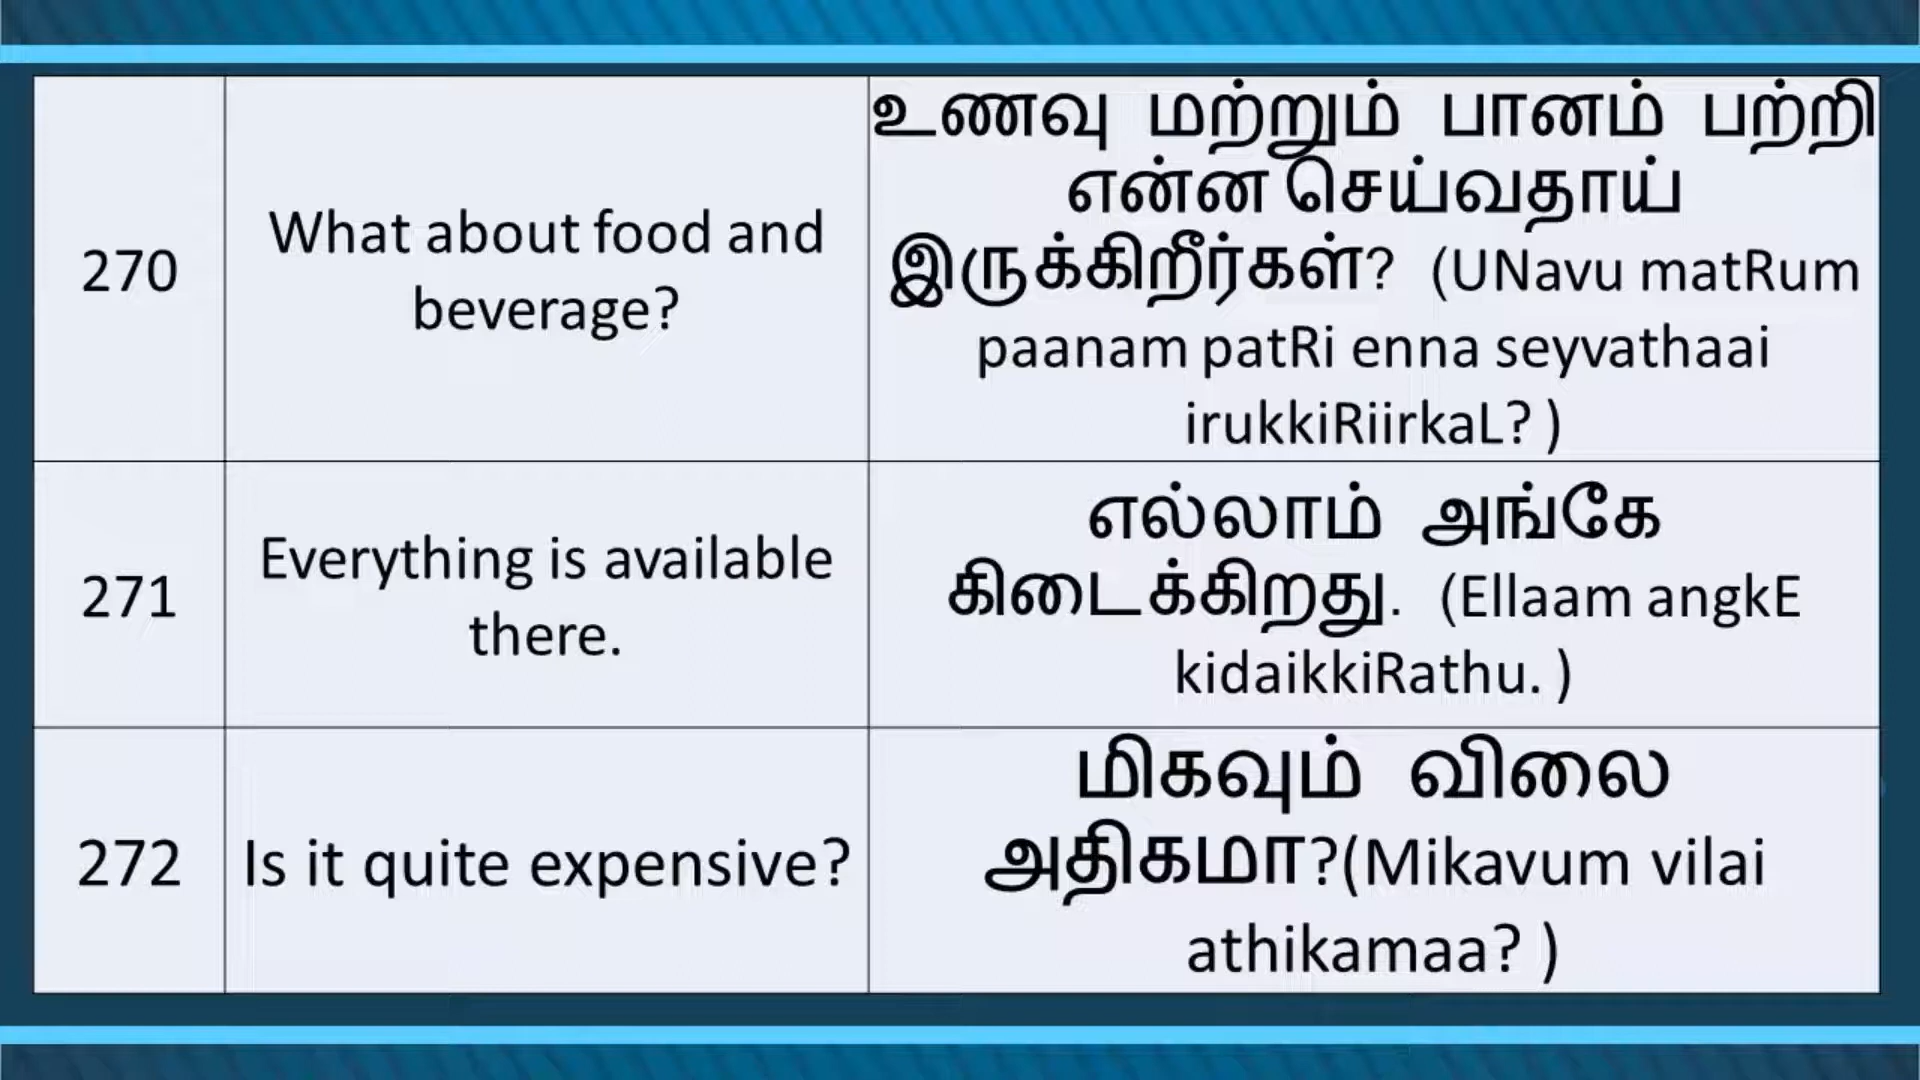 270
What about food and
beverage?
உணவு மற்றும் பானம் பற்றி
என்ன செய்வதாய்
இருக்கிறீர்கள்? (UNavu matRum
paanam patRi enna seyvathaai
irukkiRiirkaL? )
271
Everything is available
there.
எல்லாம் அங்கே
கிடைக்கிறது. (Ellaam angkE
kidaikkiRathu. )
272
Is it quite expensive?
மிகவும் விலை
அதிகமா?(Mikavum vilai
athikamaa? )